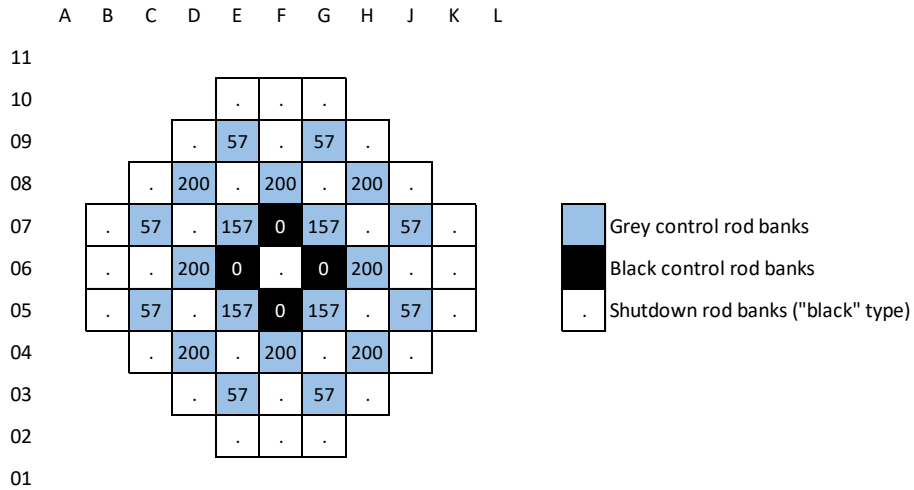 A B C D E F G H J K L
11
10 . . .
09 . 57 . 57 .
08 . 200 . 200 . 200 .
07 . 57 . 157 0 157 . 57 .
Grey control rod banks
06 . . 200 0 . 0 200 . .
Black control rod banks
05 . 57 . 157 0 157 . 57 .
. Shutdown rod banks ("black" type)
04 . 200 . 200 . 200 .
03 . 57 . 57 .
02 . . .
01